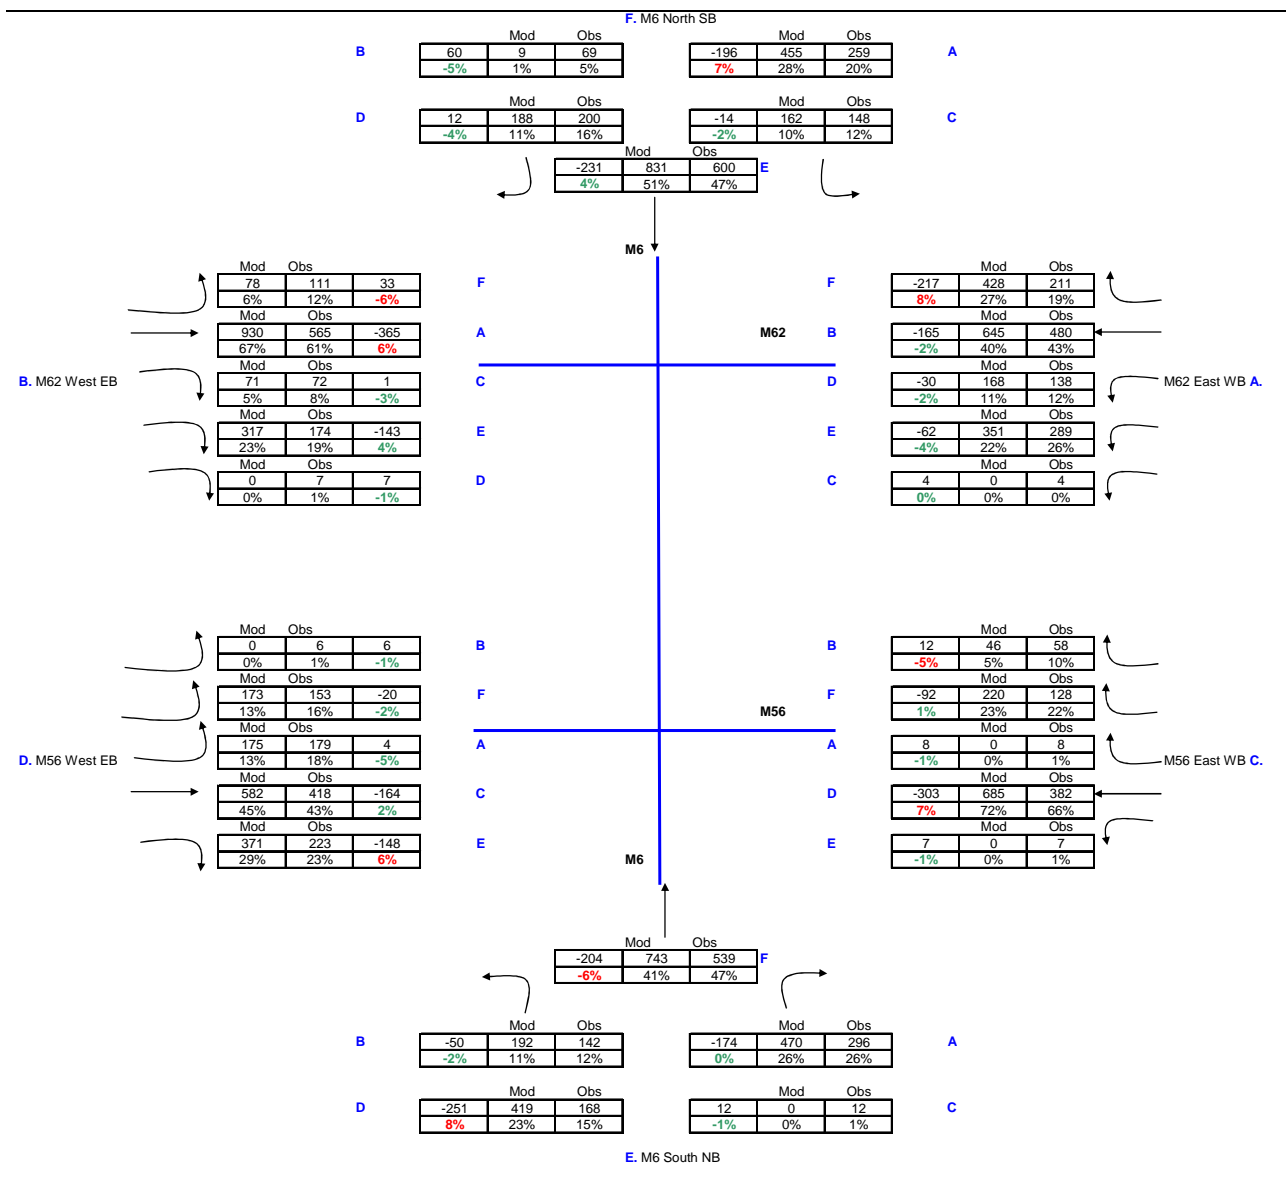 F. M6 North SB
Mod Obs Mod Obs
B 60 9 69 -196 455 259 A
-5% 1% 5% 7% 28% 20%
Mod Obs Mod Obs
D 12 188 200 -14 162 148 C
-4% 11% 16% -2% 10% 12%
Mod Obs
-231 831 600 E
4% 51% 47%
M6
Mod Obs Mod Obs
78 111 33 F F -217 428 211
6% 12% -6% 8% 27% 19%
Mod Obs Mod Obs
930 565 -365 A M62 B -165 645 480
67% 61% 6% -2% 40% 43%
Mod Obs Mod Obs
B. M62 West EB 71 72 1 C D -30 168 138 M62 East WB A.
5% 8% -3% -2% 11% 12%
Mod Obs Mod Obs
317 174 -143 E E -62 351 289
23% 19% 4% -4% 22% 26%
Mod Obs Mod Obs
0 7 7 D C 4 0 4
0% 1% -1% 0% 0% 0%
Mod Obs Mod Obs
0 6 6 B B 12 46 58
0% 1% -1% -5% 5% 10%
Mod Obs Mod Obs
173 153 -20 F F -92 220 128
13% 16% -2% M56 1% 23% 22%
Mod Obs Mod Obs
175 179 4 A A 8 0 8
D. M56 West EB 13% 18% -5% -1% 0% 1% M56 East WB C.
Mod Obs Mod Obs
582 418 -164 C D -303 685 382
45% 43% 2% 7% 72% 66%
Mod Obs Mod Obs
371 223 -148 E E 7 0 7
29% 23% 6% M6 -1% 0% 1%
Mod Obs
-204 743 539 F
-6% 41% 47%
Mod Obs Mod Obs
B -50 192 142 -174 470 296 A
-2% 11% 12% 0% 26% 26%
Mod Obs Mod Obs
D -251 419 168 12 0 12 C
8% 23% 15% -1% 0% 1%
E. M6 South NB